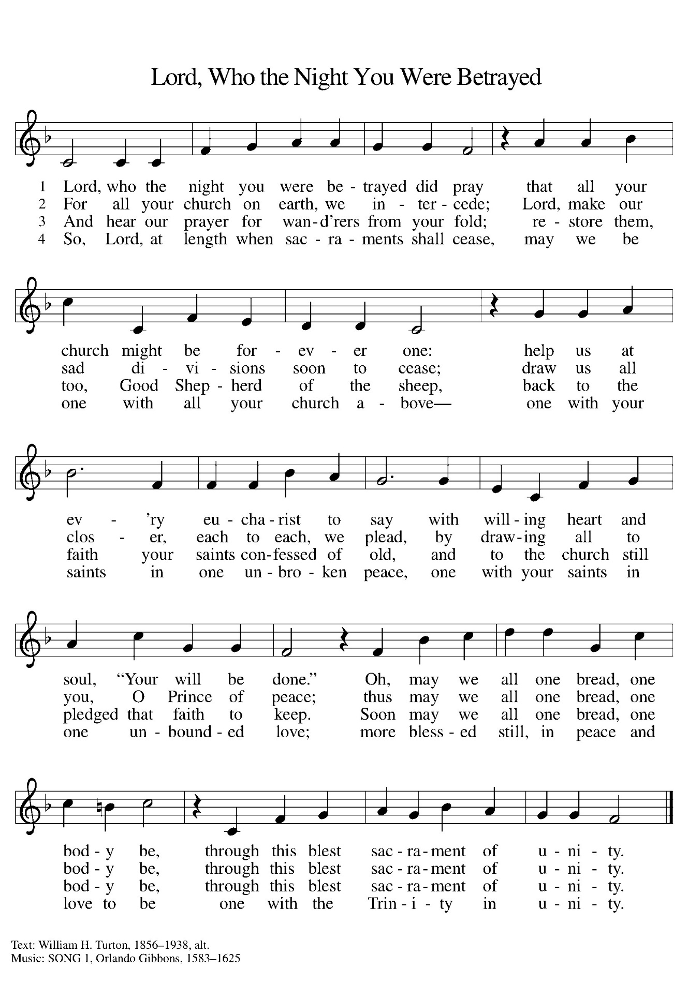 Lord, Who the Night You Were Betrayed
1 Lord, who the night you were be - trayed did pray that all your
2 For all your church on earth, we in - ter - cede; Lord, make our
3 And hear our prayer for wan - d’rers from your fold; re - store them,
4 So, Lord, at length when sac - ra - ments shall cease, may we be
church might be for - ev - er one: help us at
sad di - vi - sions soon to cease; draw us all
too, Good Shep - herd of the sheep, back to the
one with all your church a - bove— one with your
ev - ’ry eu - cha - rist to say with will - ing heart and
clos - er, each to each, we plead, by draw - ing all to
faith your saints con - fessed of old, and to the church still
saints in one un - bro - ken peace, one with your saints in
soul, “Your will be done.” Oh, may we all one bread, one
you, O Prince of peace; thus may we all one bread, one
pledged that faith to keep. Soon may we all one bread, one
one un - bound - ed love; more bless - ed still, in peace and
bod - y be, through this blest sac - ra - ment of u - ni - ty.
bod - y be, through this blest sac - ra - ment of u - ni - ty.
bod - y be, through this blest sac - ra - ment of u - ni - ty.
love to be one with the Trin - i - ty in u - ni - ty.
Text: William H. Turton, 1856–1938, alt.
Music: SONG 1, Orlando Gibbons, 1583–1625